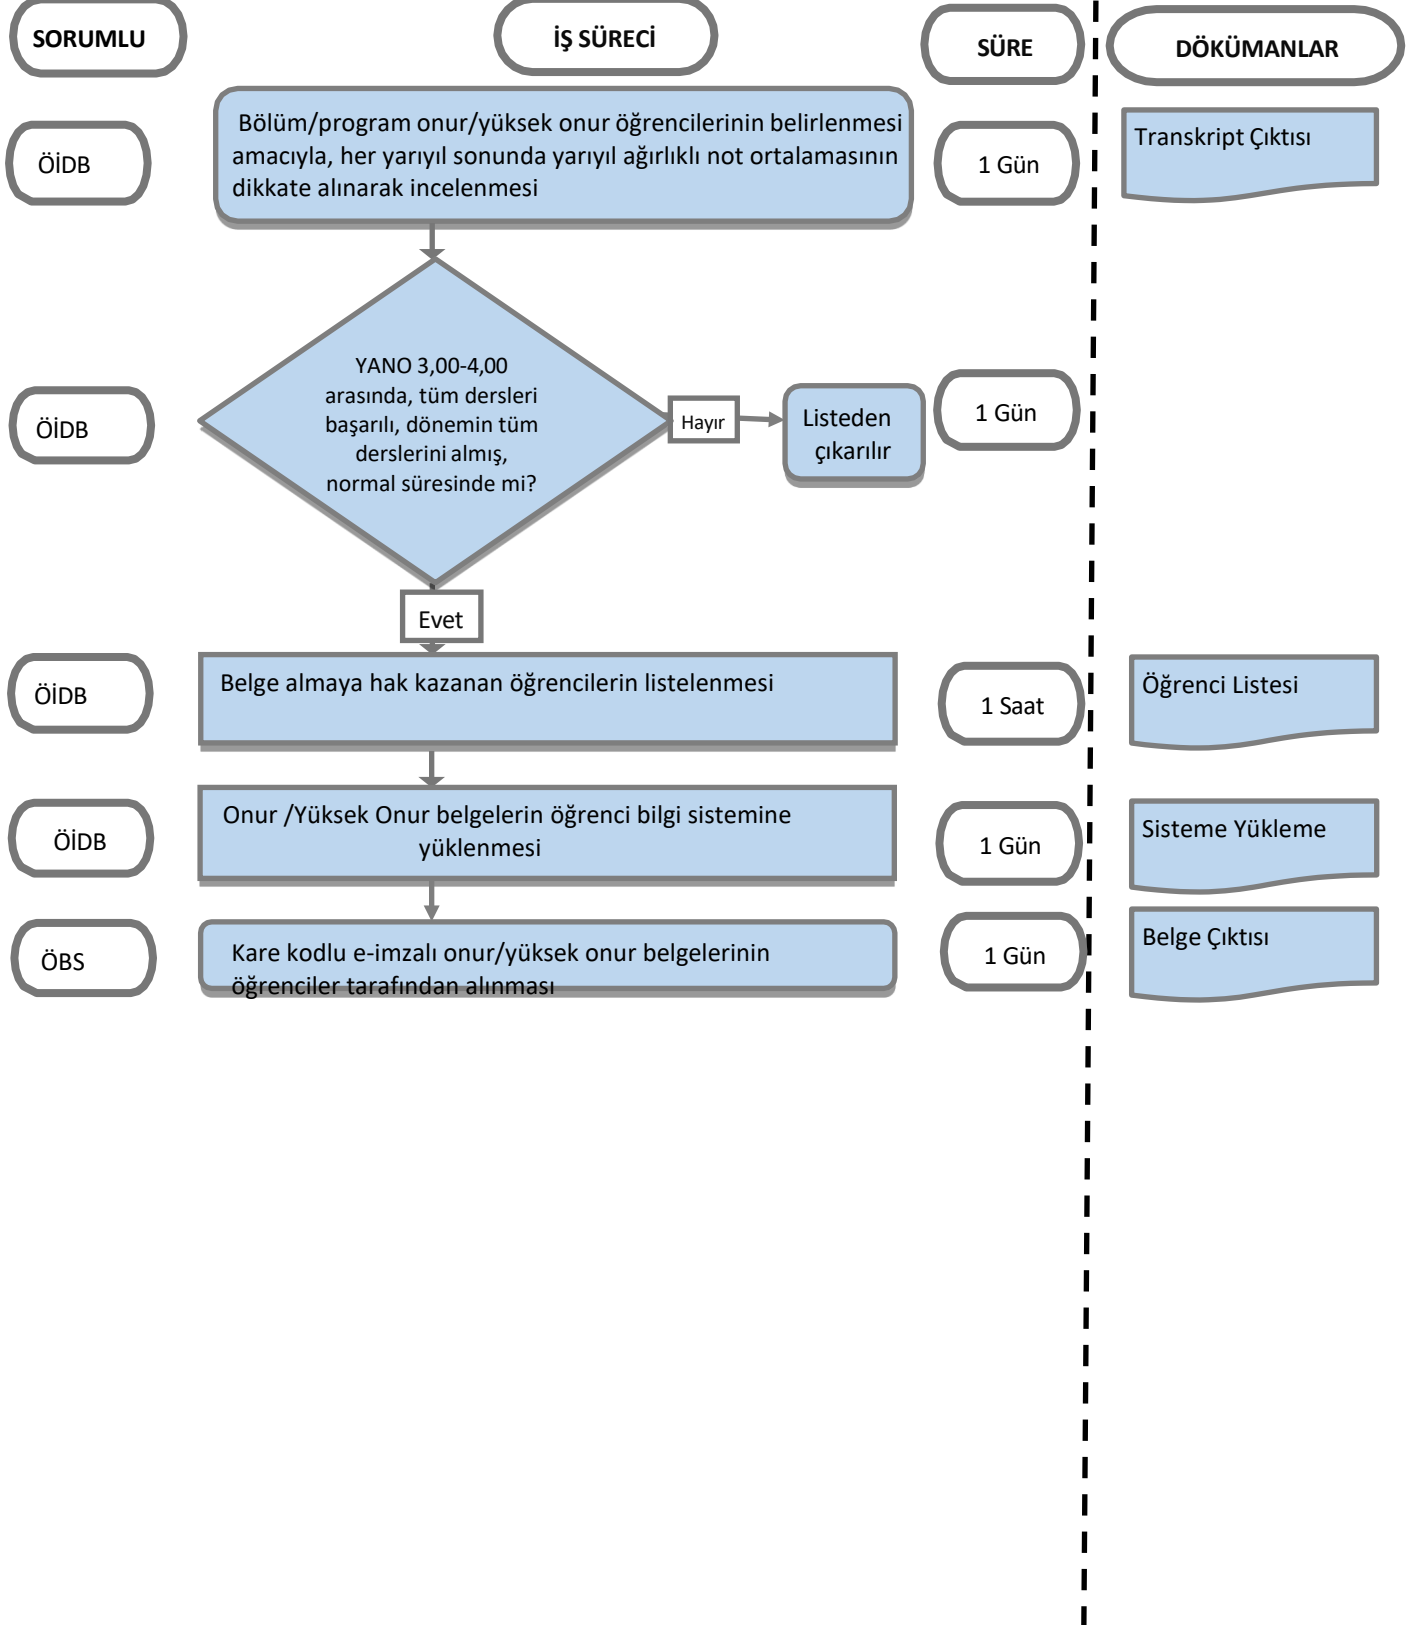 SORUMLU
İŞ SÜRECİ
SÜRE
DÖKÜMANLAR
ÖİDB
Bölüm/program onur/yüksek onur öğrencilerinin belirlenmesi
amacıyla, her yarıyıl sonunda yarıyıl ağırlıklı not ortalamasının
dikkate alınarak incelenmesi
1 Gün
Transkript Çıktısı
ÖİDB
YANO 3,00-4,00
arasında, tüm dersleri
başarılı, dönemin tüm
derslerini almış,
normal süresinde mi?
Hayır
Listeden
çıkarılır
1 Gün
Evet
ÖİDB
Belge almaya hak kazanan öğrencilerin listelenmesi
1 Saat
Öğrenci Listesi
ÖİDB
Onur /Yüksek Onur belgelerin öğrenci bilgi sistemine
yüklenmesi
1 Gün
Sisteme Yükleme
ÖBS
Kare kodlu e-imzalı onur/yüksek onur belgelerinin
öğrenciler tarafından alınması
1 Gün
Belge Çıktısı